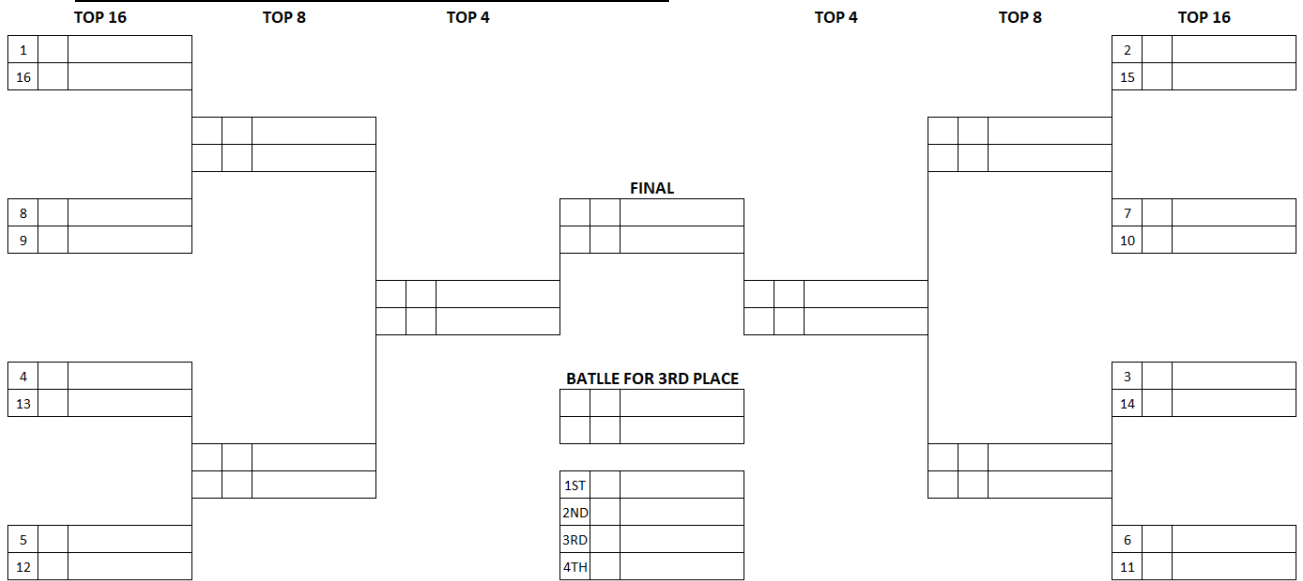 TOP 16 TOP 8 TOP 4 TOP 4 TOP 8 TOP 16
1 2
16 15
FINAL
8 7
9 10
4 3
BATLLE FOR 3RD PLACE
13 14
1ST
2ND
5 3RD 6
12 4TH 11